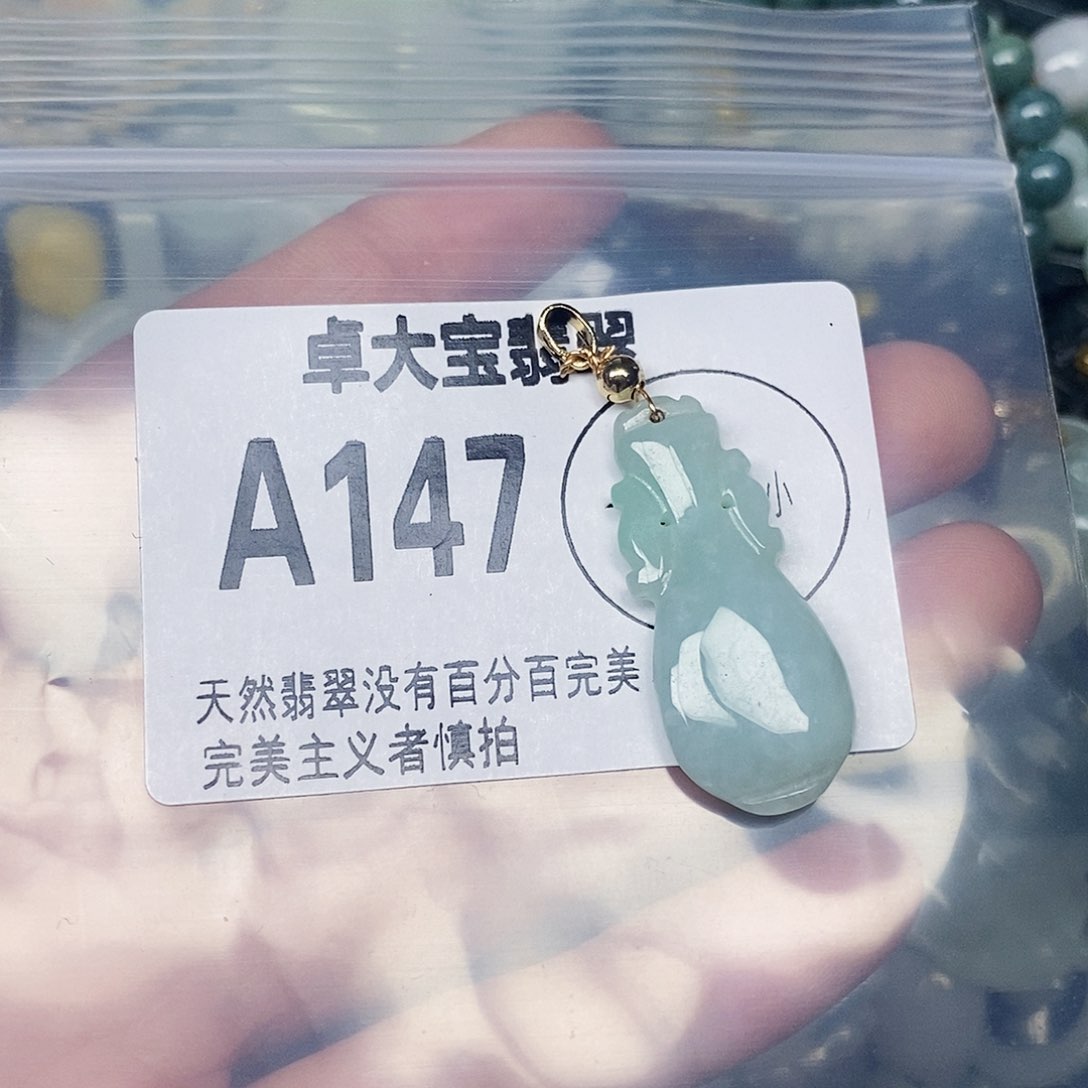 卓大宝翡翠
A147
小
天然翡翠没有百分百完美
完美主义者慎拍